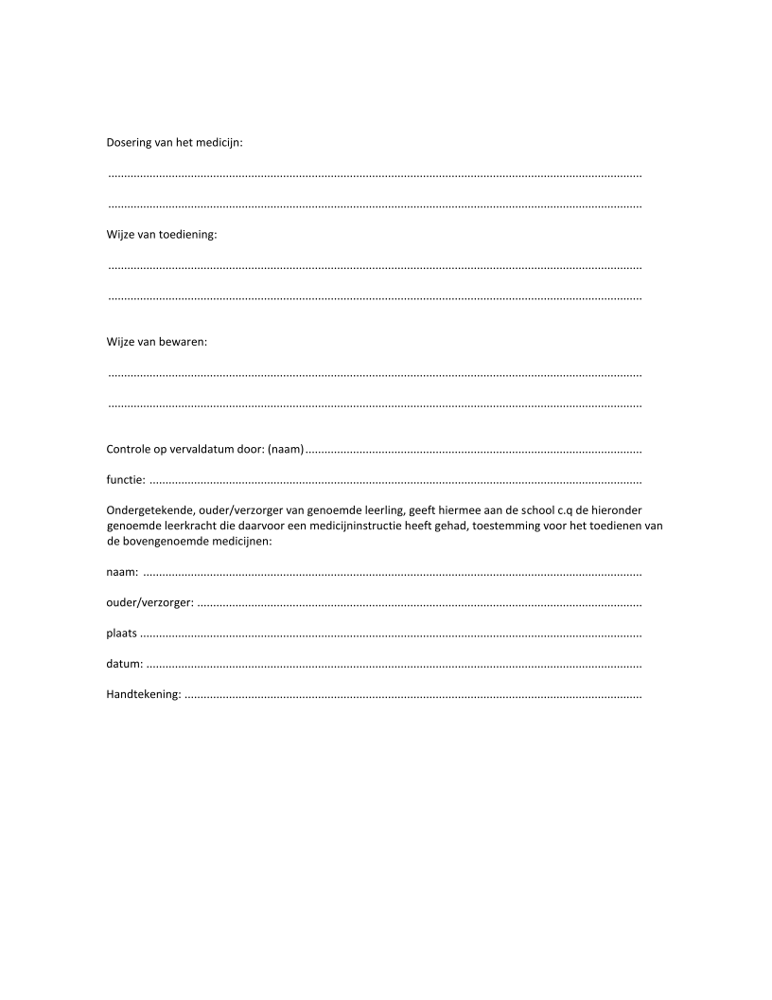 Dosering van het medicijn:
........................................................................................................................................................................
........................................................................................................................................................................
Wijze van toediening:
........................................................................................................................................................................
........................................................................................................................................................................
Wijze van bewaren:
........................................................................................................................................................................
........................................................................................................................................................................
Controle op vervaldatum door: (naam)..........................................................................................................
functie: ...........................................................................................................................................................
Ondergetekende, ouder/verzorger van genoemde leerling, geeft hiermee aan de school c.q de hieronder
genoemde leerkracht die daarvoor een medicijninstructie heeft gehad, toestemming voor het toedienen van
de bovengenoemde medicijnen:
naam: .............................................................................................................................................................
ouder/verzorger: ............................................................................................................................................
plaats ..............................................................................................................................................................
datum: ............................................................................................................................................................
Handtekening: ................................................................................................................................................